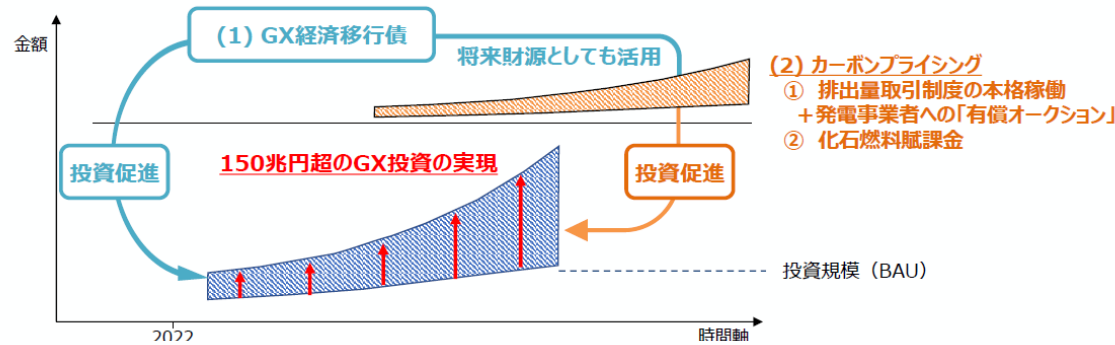 金額
(1) GX経済移行債
将来財源としても活用
(2) カーボンプライシング
① 排出量取引制度の本格稼働
＋発電事業者への「有償オークション」
② 化石燃料賦課金
投資促進
150兆円超のGX投資の実現
投資促進
投資規模（BAU）
2022
時間軸